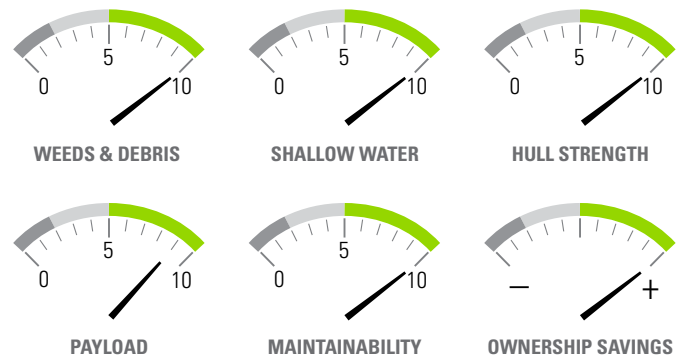 5 5
0 10 0 10 0 10
WEEDS & DEBRIS SHALLOW WATER HULL STRENGTH
5 5
0 10 0 10 − +
PAYLOAD MAINTAINABILITY OWNERSHIP SAVINGS